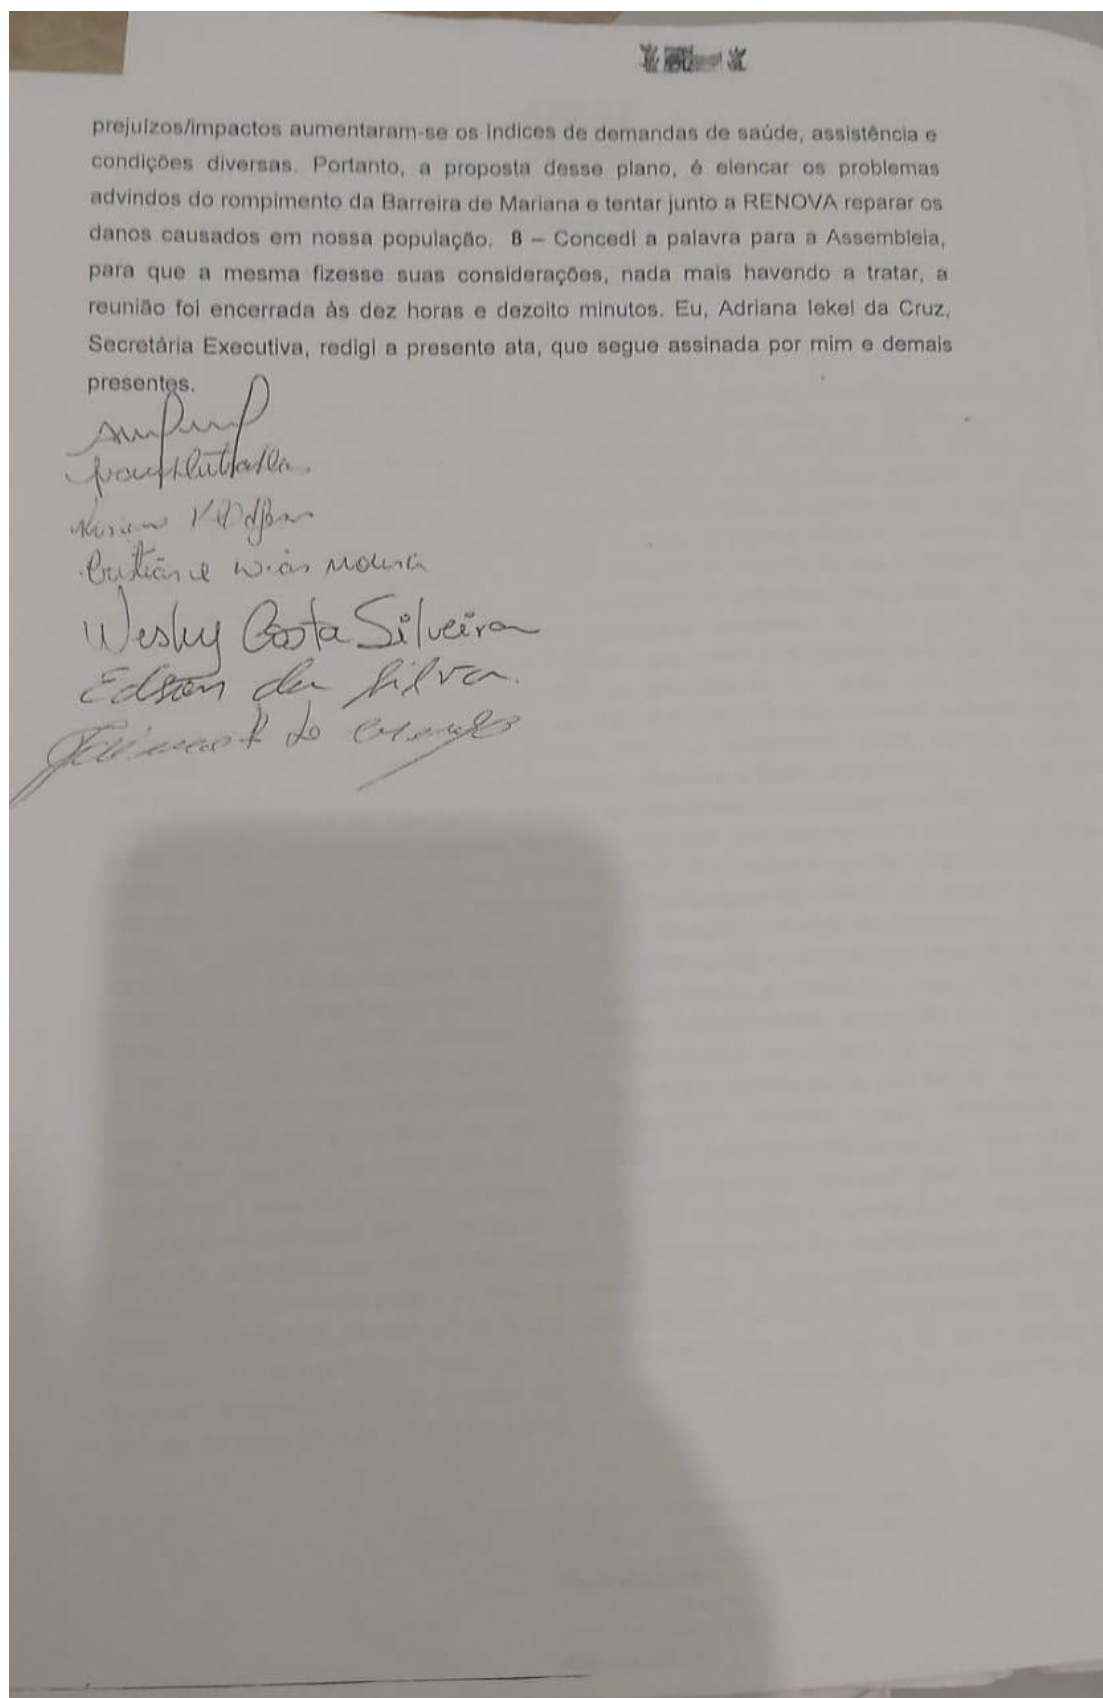 prejuízos/impactos aumentaram-se os índices de demandas de saúde, assistência e
condições diversas. Portanto, a proposta desse plano, é elencar os problemas
advindos do rompimento da Barreira de Mariana e tentar junto a RENOVA reparar os
danos causados em nossa população. 8 – Concedi a palavra para a Assembleia,
para que a mesma fizesse suas considerações, nada mais havendo a tratar, a
reunião foi encerrada às dez horas e dezoito minutos. Eu, Adriana Iekel da Cruz,
Secretária Executiva, redigi a presente ata, que segue assinada por mim e demais
presentes.
Cristiane Moura
Wesley Costa Silveira
Edson da Silva.
do